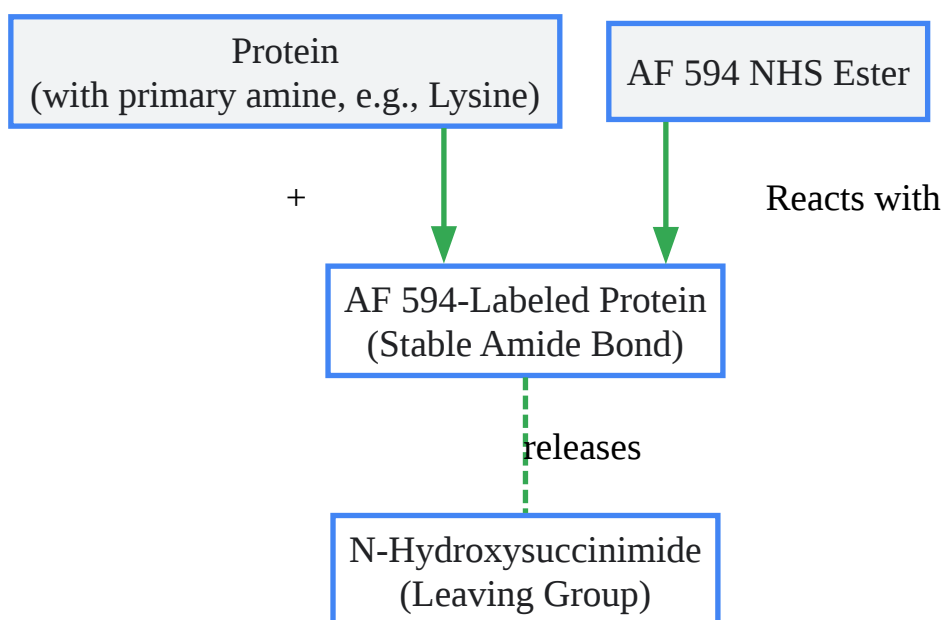 Protein
(with primary amine, e.g., Lysine)
AF 594 NHS Ester
+
Reacts with
AF 594-Labeled Protein
(Stable Amide Bond)
releases
N-Hydroxysuccinimide
(Leaving Group)